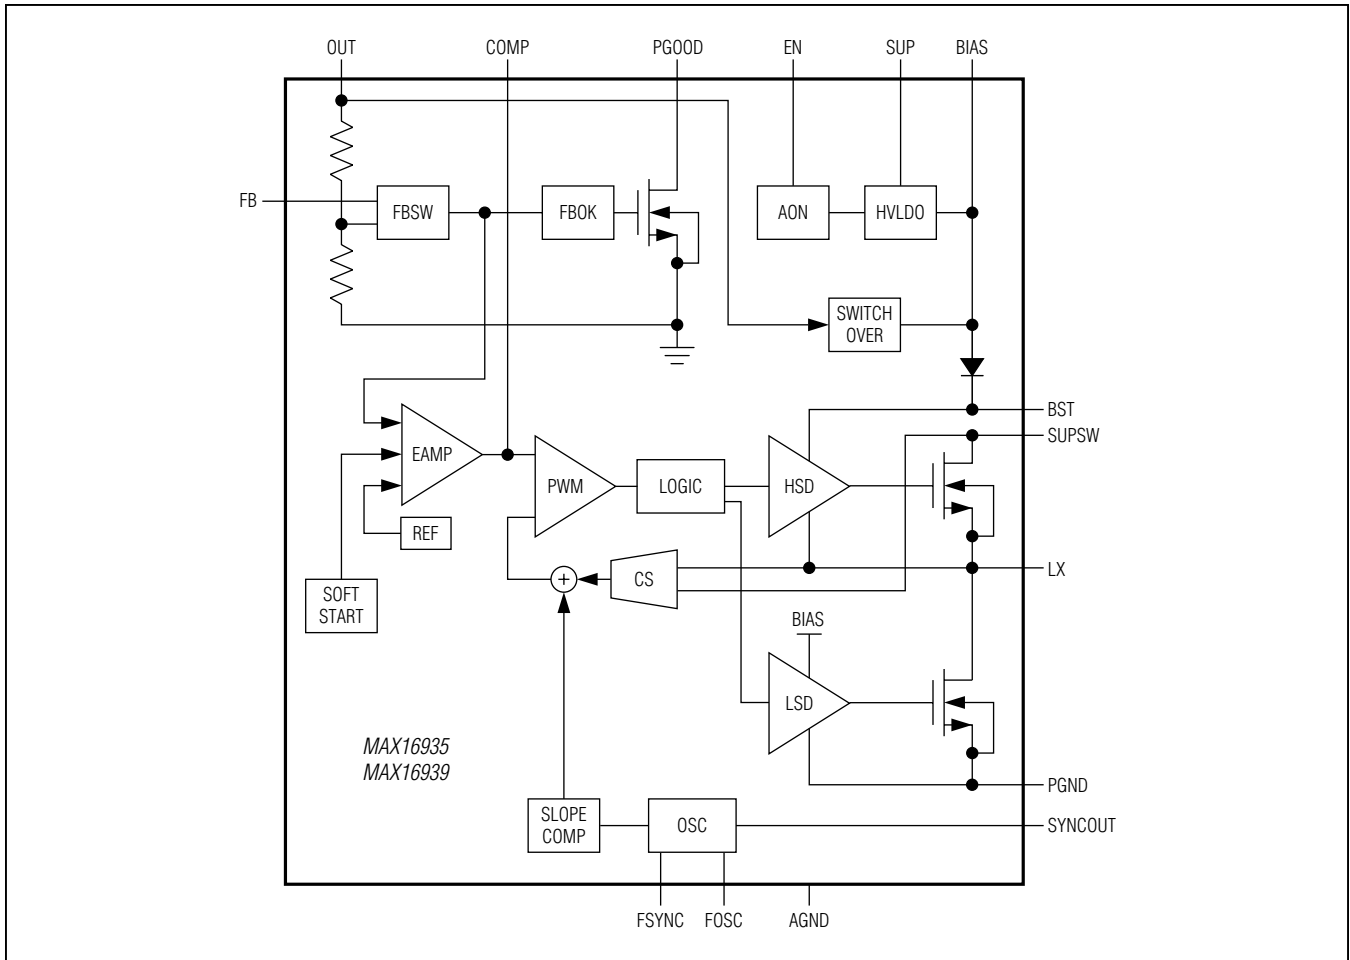 OUT
COMP
PGOOD
EN
SUP
BIAS
FB
FBSW
FBOK
AON
HVLDO
SWITCH
OVER
BST
SUPSW
EAMP
PWM
LOGIC
HSD
REF
LX
CS
+
SOFT
START
BIAS
LSD
MAX16935
MAX16939
PGND
SLOPE
COMP
OSC
SYNCOUT
FSYNC
FOSC
AGND